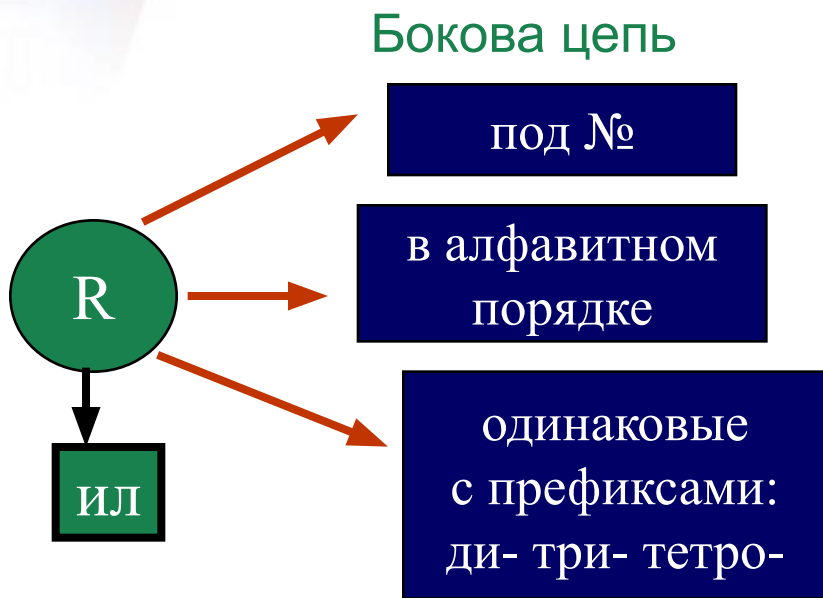 Бокова цепь
под №
в алфавитном
порядке
R
одинаковые
с префиксами:
ди- три- тетро-
ил